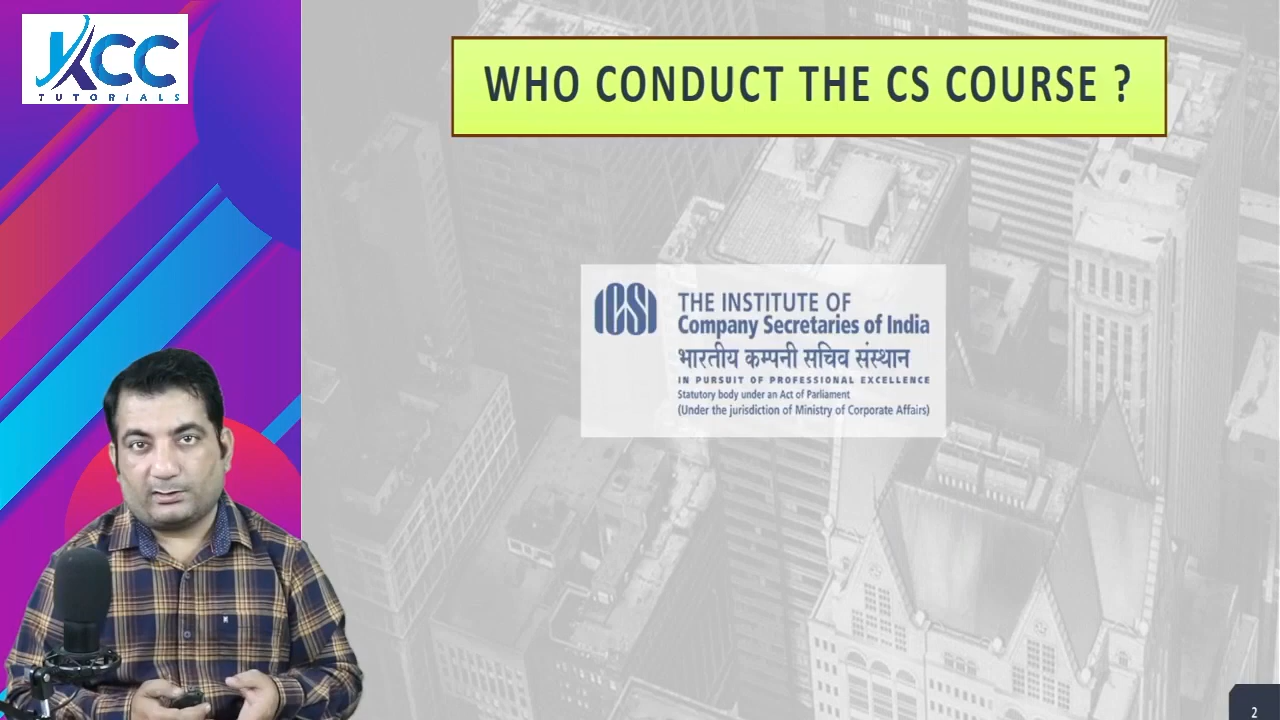 KCC
TUTORIALS
WHO CONDUCT THE CS COURSE ?
ICSI
THE INSTITUTE OF
Company Secretaries of India
भारतीय कम्पनी सचिव संस्थान
IN PURSUIT OF PROFESSIONAL EXCELLENCE
Statutory body under an Act of Parliament
(Under the jurisdiction of Ministry of Corporate Affairs)
2